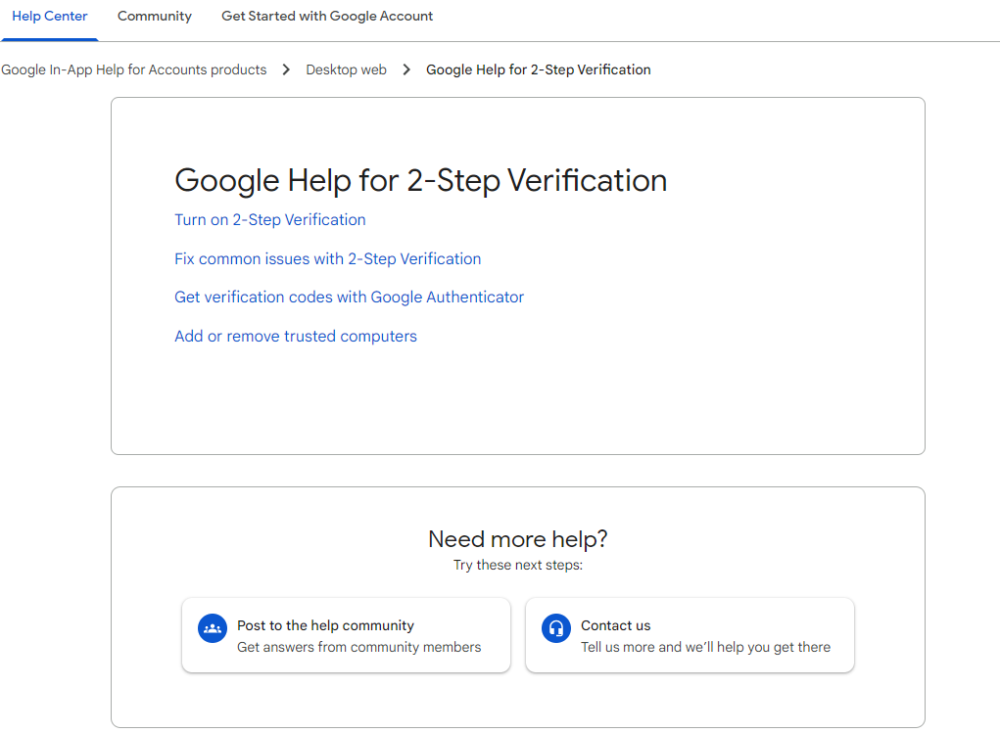 Help Center Community Get Started with Google Account
Google In-App Help for Accounts products Desktop web Google Help for 2-Step Verification
Google Help for 2-Step Verification
Turn on 2-Step Verification
Fix common issues with 2-Step Verification
Get verification codes with Google Authenticator
Add or remove trusted computers
Need more help?
Try these next steps:
Post to the help community
Get answers from community members
Contact us
Tell us more and we’ll help you get there